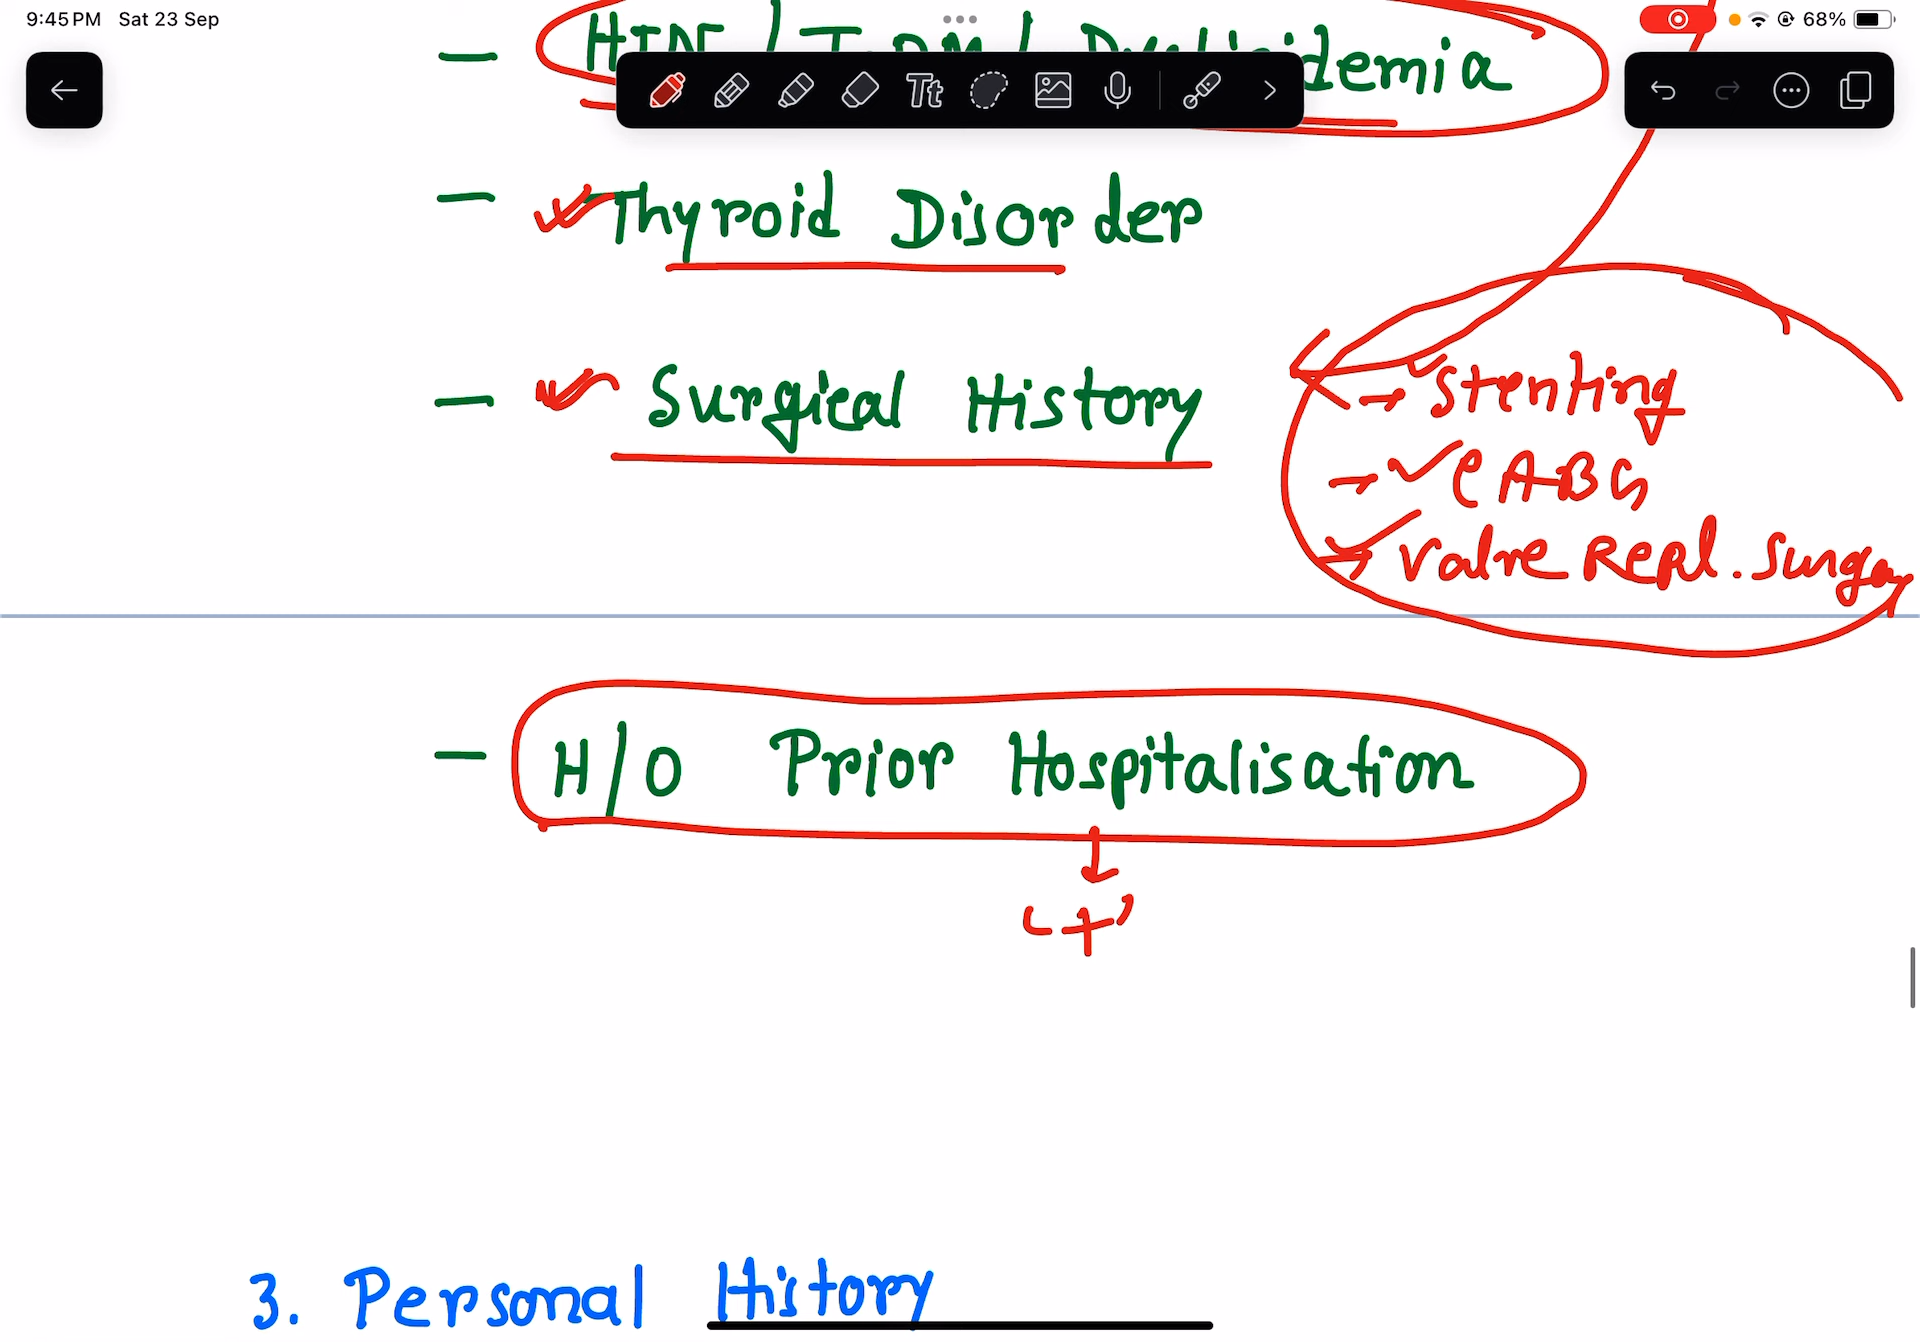 9:45 PM Sat 23 Sep 68%
Tt
- Thyroid Disorder
- Surgical History
→ Stenting
→ CABG
→ Valve Repl. Surgery
- H/O Prior Hospitalisation
↓
'+'
3. Personal History